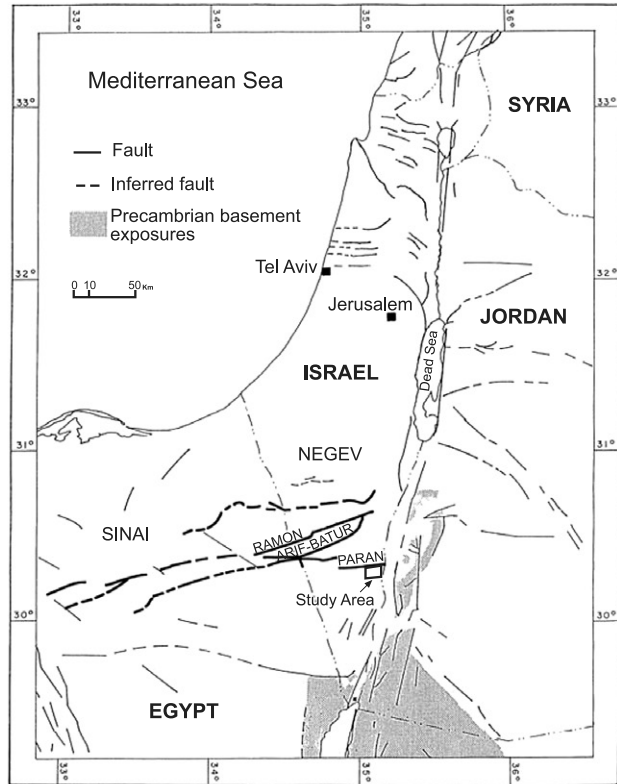 34°
35°
36°
Mediterranean Sea
33°
33°
SYRIA
Fault
Inferred fault
Precambrian basement
exposures
Tel Aviv
32°
32°
0 10 50 Km
Jerusalem
JORDAN
Dead Sea
ISRAEL
31°
31°
NEGEV
SINAI
RAMON
ARIF-BATUR
PARAN
Study Area
30°
30°
EGYPT
33°
34°
35°
36°